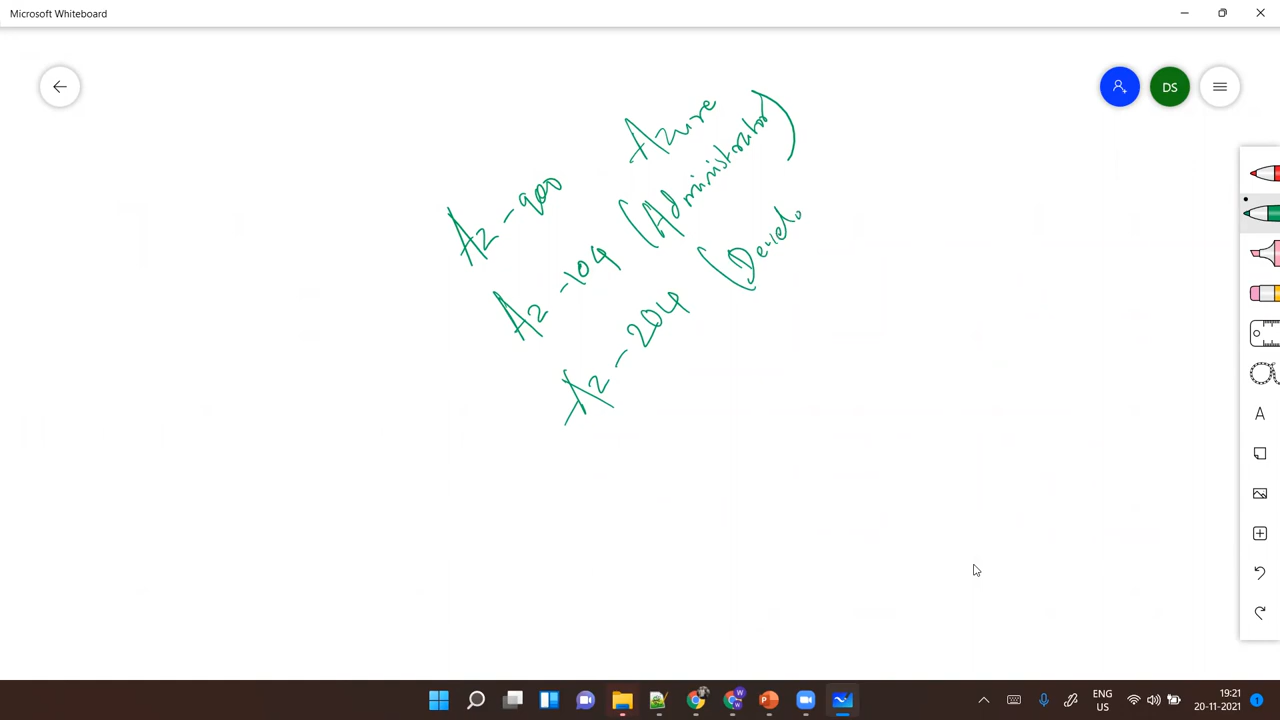 Microsoft Whiteboard
DS
Azure
Az - 900
Az - 104 (Administrator)
Az - 204 (Develo
A
ENG
US
19:21
20-11-2021